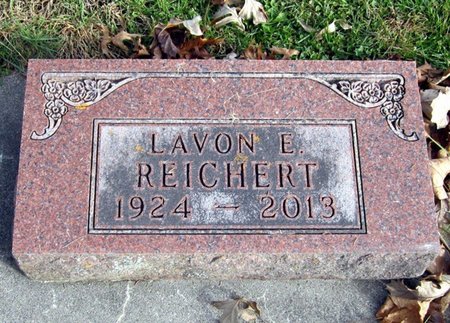 LAVON E.
REICHERT
1924 – 2013